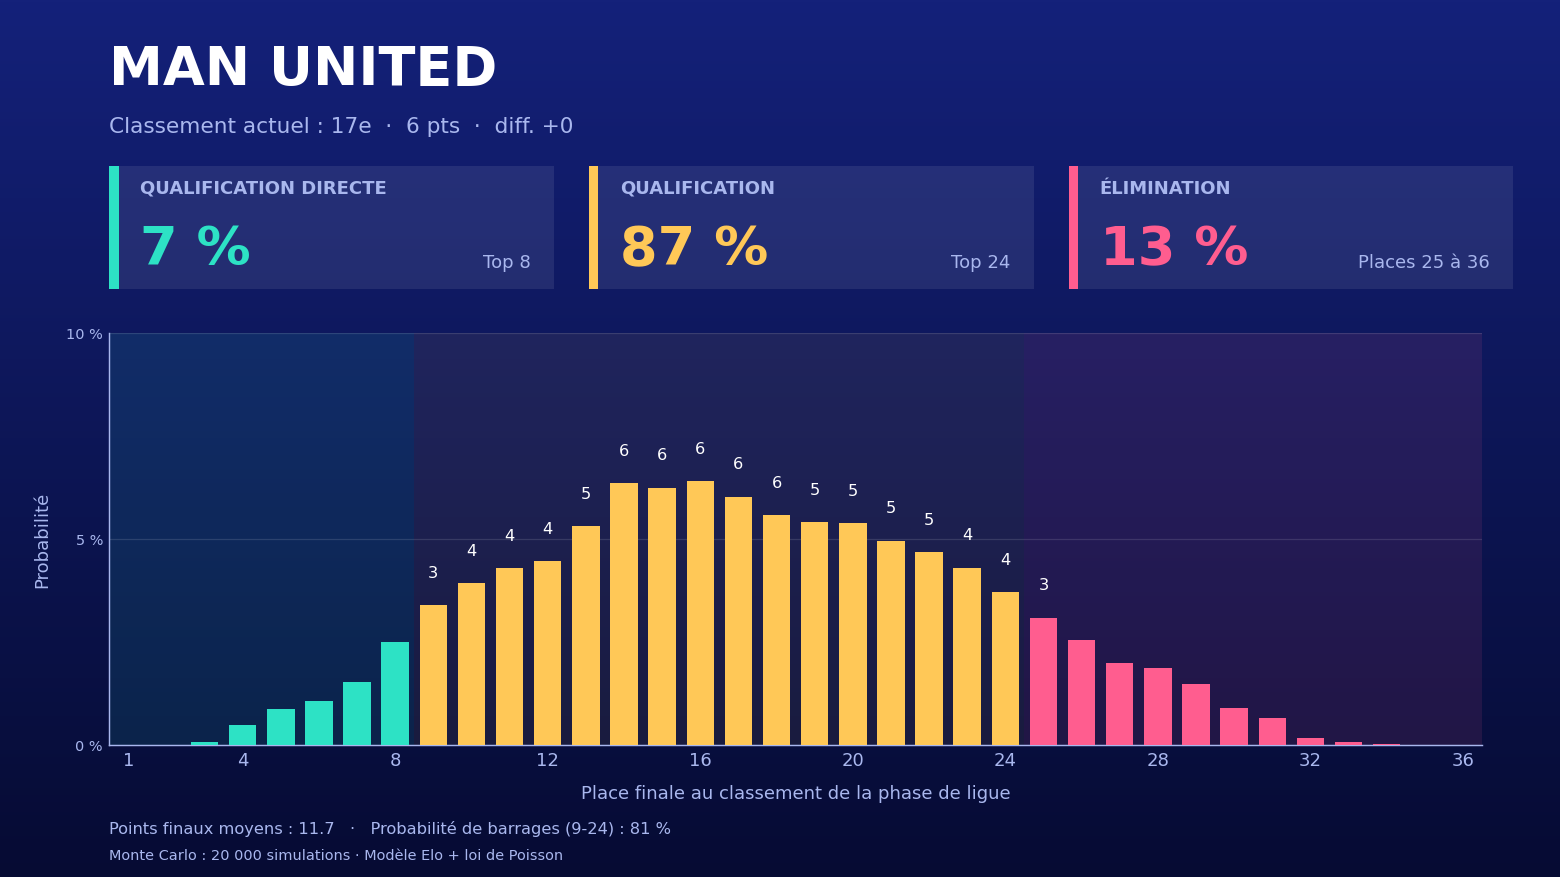 MAN UNITED
Classement actuel : 17e · 6 pts · diff. +0
QUALIFICATION DIRECTE
7 %
Top 8
QUALIFICATION
87 %
Top 24
ÉLIMINATION
13 %
Places 25 à 36
10 %
5 %
0 %
Probabilité
3 4 4 4 5 6 6 6 6 6 5 5 5 5 4 4 3
1 4 8 12 16 20 24 28 32 36
Place finale au classement de la phase de ligue
Points finaux moyens : 11.7 · Probabilité de barrages (9-24) : 81 %
Monte Carlo : 20 000 simulations · Modèle Elo + loi de Poisson